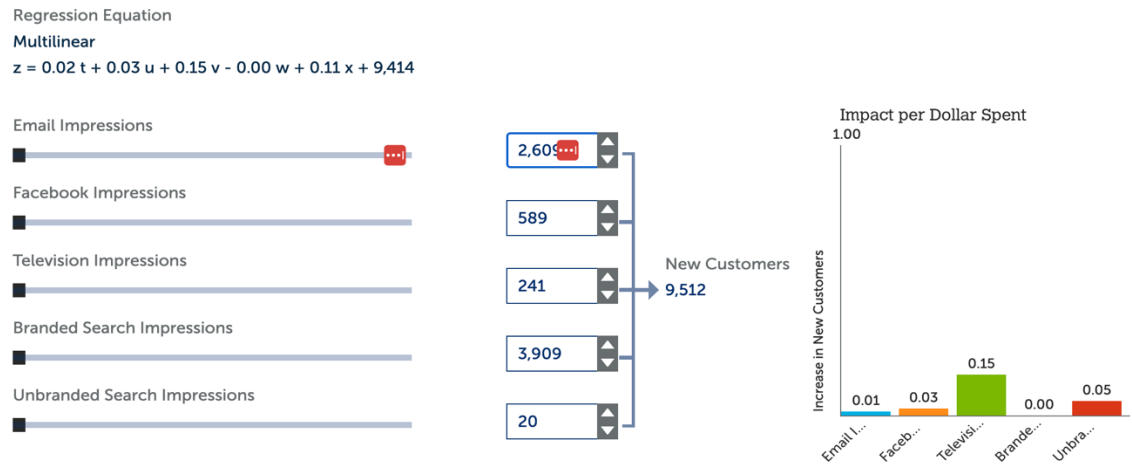 Regression Equation
Multilinear
z = 0.02 t + 0.03 u + 0.15 v - 0.00 w + 0.11 x + 9,414
Email Impressions
2,609
Facebook Impressions
589
Television Impressions
241
Branded Search Impressions
3,909
Unbranded Search Impressions
20
New Customers
9,512
Impact per Dollar Spent
1.00
Increase in New Customers
0.01
0.03
0.15
0.00
0.05
Email I...
Faceb...
Televisi...
Brande...
Unbra...